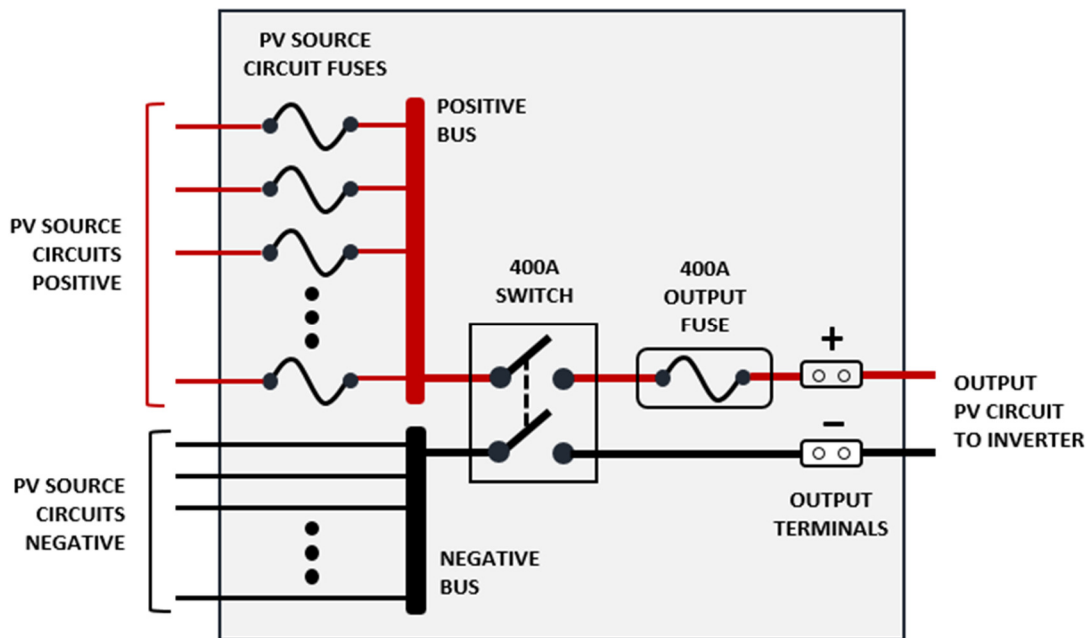 PV SOURCE
CIRCUIT FUSES
POSITIVE
BUS
PV SOURCE
CIRCUITS
POSITIVE
400A
SWITCH
400A
OUTPUT
FUSE
+
OUTPUT
PV CIRCUIT
TO INVERTER
−
PV SOURCE
CIRCUITS
NEGATIVE
OUTPUT
TERMINALS
NEGATIVE
BUS